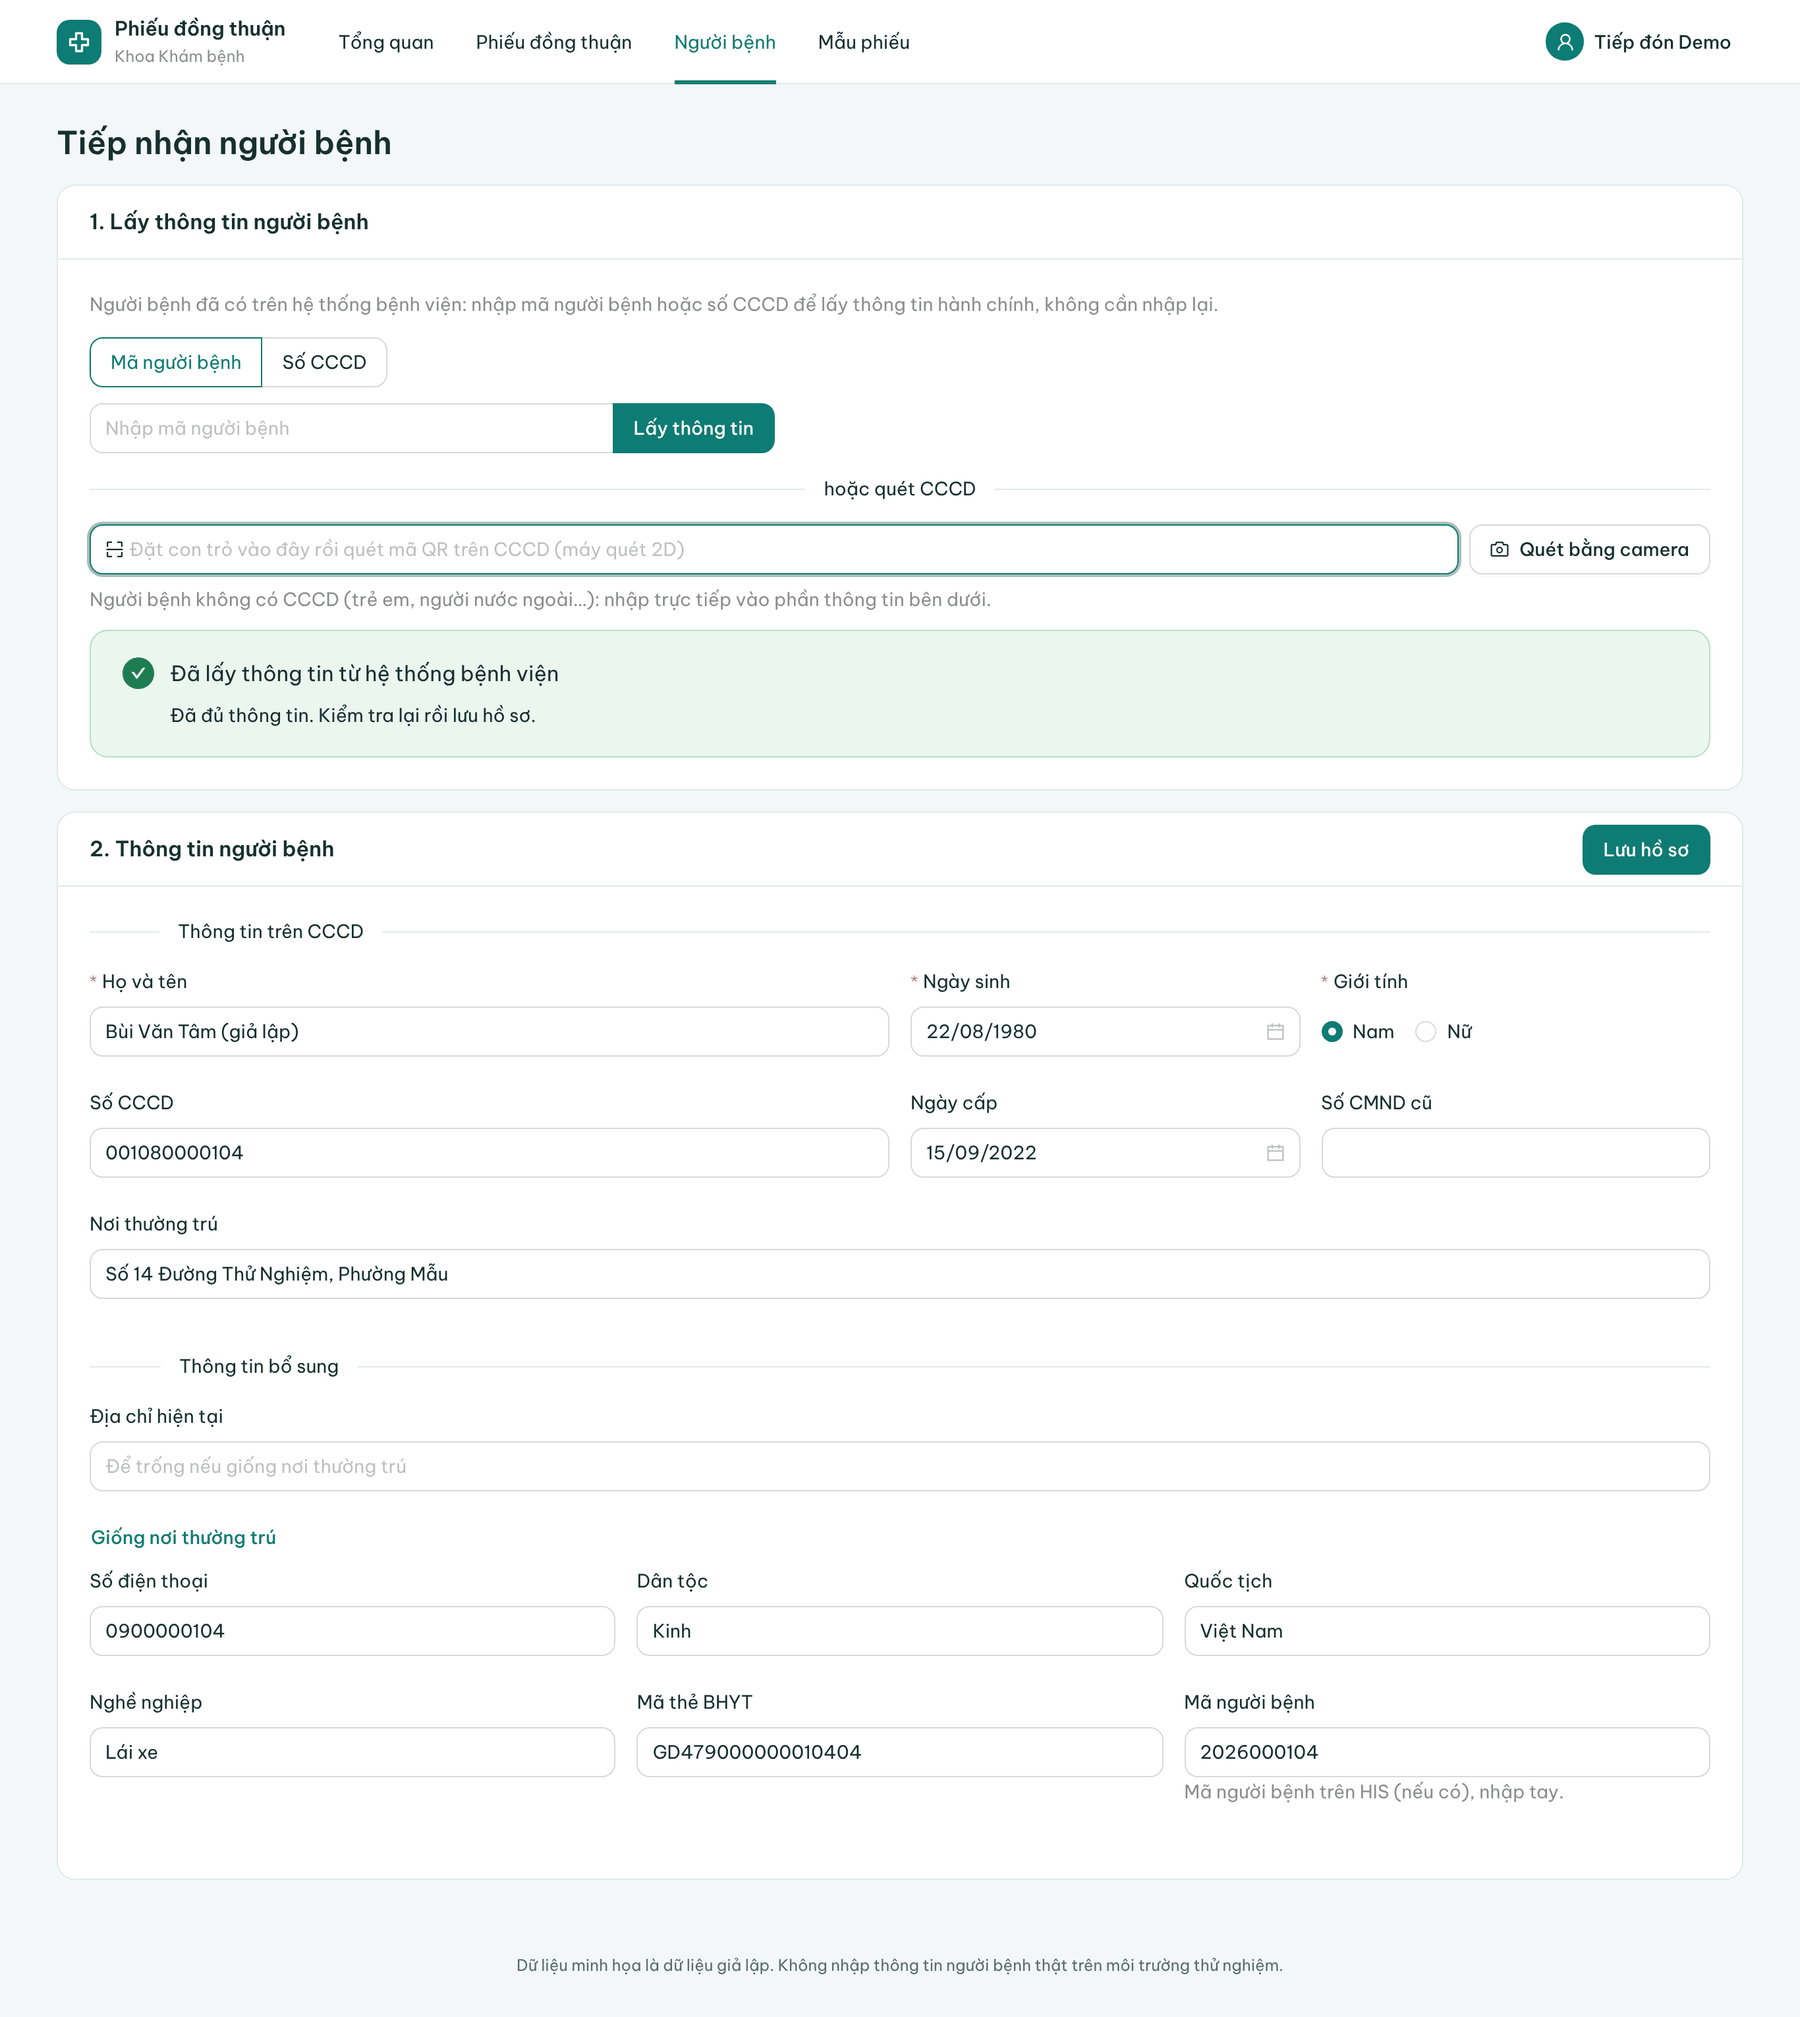 Phiếu đồng thuận
Khoa Khám bệnh
Tổng quan
Phiếu đồng thuận
Người bệnh
Mẫu phiếu
Tiếp đón Demo
Tiếp nhận người bệnh
1. Lấy thông tin người bệnh
Người bệnh đã có trên hệ thống bệnh viện: nhập mã người bệnh hoặc số CCCD để lấy thông tin hành chính, không cần nhập lại.
Mã người bệnh
Số CCCD
Nhập mã người bệnh
Lấy thông tin
hoặc quét CCCD
Đặt con trỏ vào đây rồi quét mã QR trên CCCD (máy quét 2D)
Quét bằng camera
Người bệnh không có CCCD (trẻ em, người nước ngoài...): nhập trực tiếp vào phần thông tin bên dưới.
Đã lấy thông tin từ hệ thống bệnh viện
Đã đủ thông tin. Kiểm tra lại rồi lưu hồ sơ.
2. Thông tin người bệnh
Lưu hồ sơ
Thông tin trên CCCD
* Họ và tên
* Ngày sinh
* Giới tính
Bùi Văn Tâm (giả lập)
22/08/1980
Nam
Nữ
Số CCCD
Ngày cấp
Số CMND cũ
001080000104
15/09/2022
Nơi thường trú
Số 14 Đường Thử Nghiệm, Phường Mẫu
Thông tin bổ sung
Địa chỉ hiện tại
Để trống nếu giống nơi thường trú
Giống nơi thường trú
Số điện thoại
Dân tộc
Quốc tịch
0900000104
Kinh
Việt Nam
Nghề nghiệp
Mã thẻ BHYT
Mã người bệnh
Lái xe
GD479000000010404
2026000104
Mã người bệnh trên HIS (nếu có), nhập tay.
Dữ liệu minh họa là dữ liệu giả lập. Không nhập thông tin người bệnh thật trên môi trường thử nghiệm.